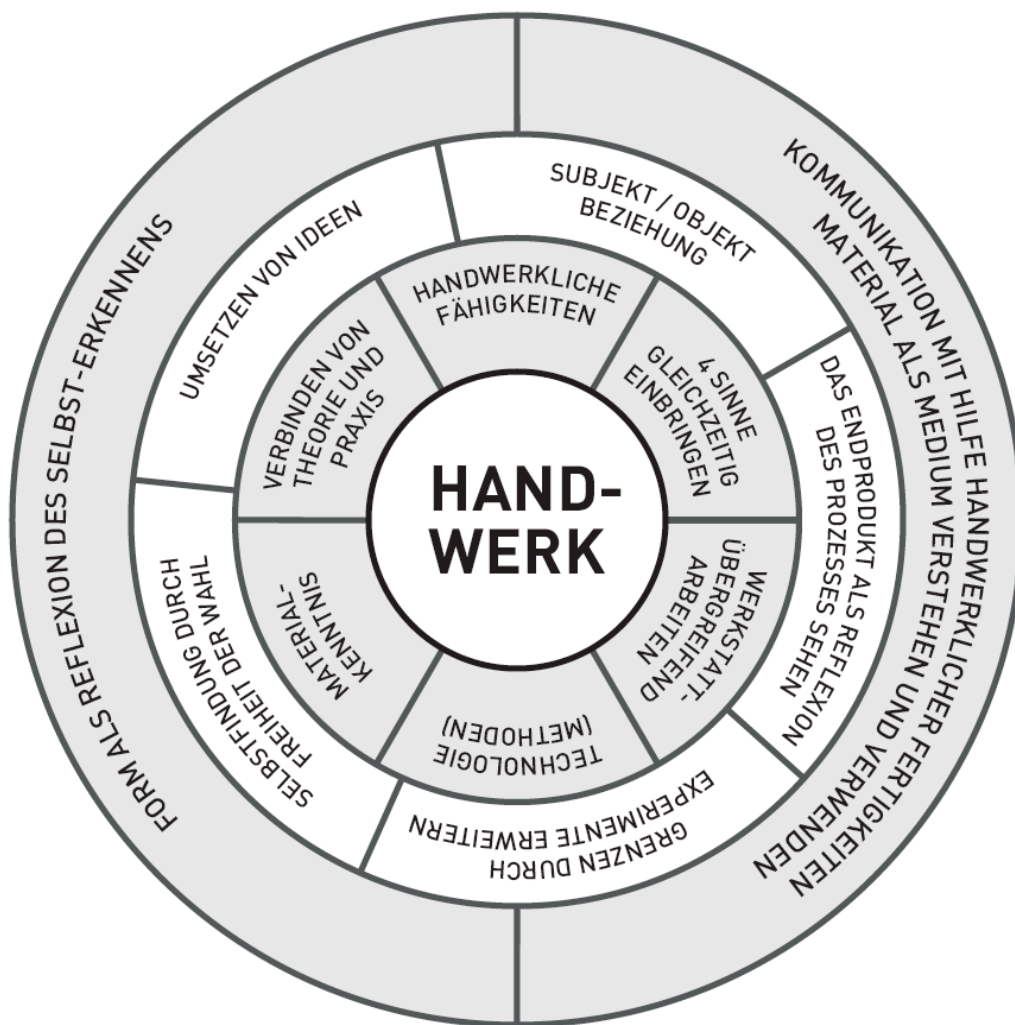 HAND-
WERK
HANDWERKLICHE
FÄHIGKEITEN
4 SINNE
GLEICHZEITIG
EINBRINGEN
WERKSTATT-
ÜBERGREIFEND
ARBEITEN
TECHNOLOGIE
(METHODEN)
MATERIAL-
KENNTNIS
VERBINDEN VON
THEORIE UND
PRAXIS
SUBJEKT / OBJEKT
BEZIEHUNG
DAS ENDPRODUKT ALS REFLEXION
DES PROZESSES SEHEN
GRENZEN DURCH
EXPERIMENTE ERWEITERN
SELBSTFINDUNG DURCH
FREIHEIT DER WAHL
UMSETZEN VON IDEEN
KOMMUNIKATION MIT HILFE HANDWERKLICHER FERTIGKEITEN
MATERIAL ALS MEDIUM VERSTEHEN UND VERWENDEN
FORM ALS REFLEXION DES SELBST-ERKENNENS